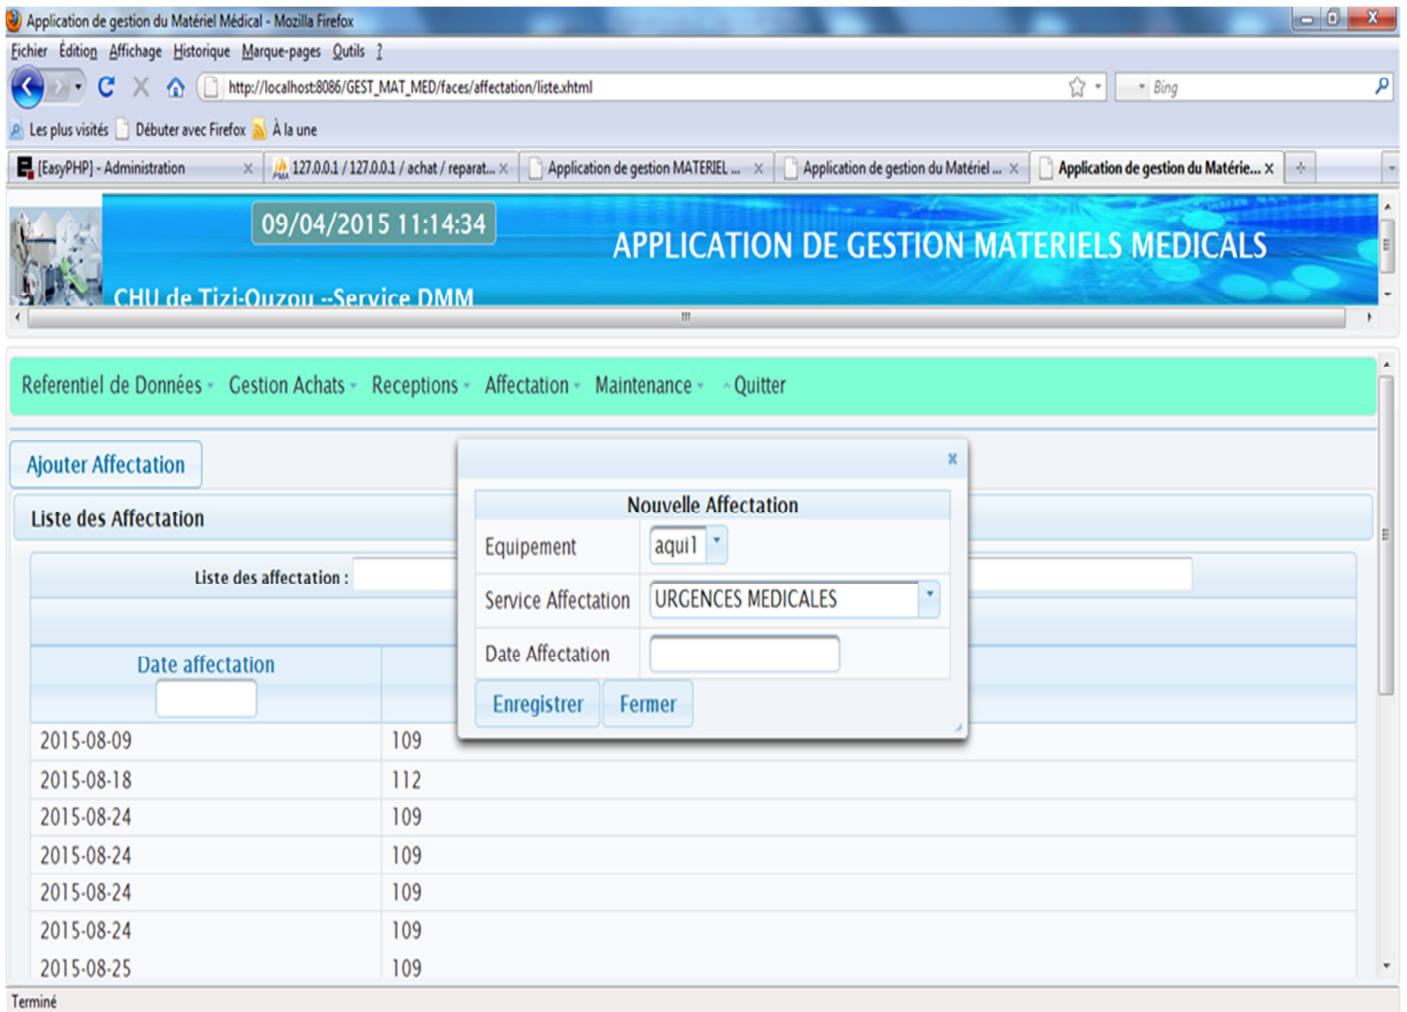 Application de gestion du Matériel Médical - Mozilla Firefox
Fichier Édition Affichage Historique Marque-pages Outils ?
http://localhost:8086/GEST_MAT_MED/faces/affectation/liste.xhtml
Bing
Les plus visités Débuter avec Firefox À la une
[EasyPHP] - Administration 127.0.0.1 / 127.0.0.1 / achat / reparat... Application de gestion MATERIEL ... Application de gestion du Matériel ... Application de gestion du Matérie...
09/04/2015 11:14:34
APPLICATION DE GESTION MATERIELS MEDICALS
CHU de Tizi-Ouzou --Service DMM
Referentiel de Données Gestion Achats Receptions Affectation Maintenance Quitter
Ajouter Affectation
Liste des Affectation
Liste des affectation :
Date affectation
Nouvelle Affectation
Equipement aqui1
Service Affectation URGENCES MEDICALES
Date Affectation
Enregistrer Fermer
2015-08-09 109
2015-08-18 112
2015-08-24 109
2015-08-24 109
2015-08-24 109
2015-08-24 109
2015-08-25 109
Terminé